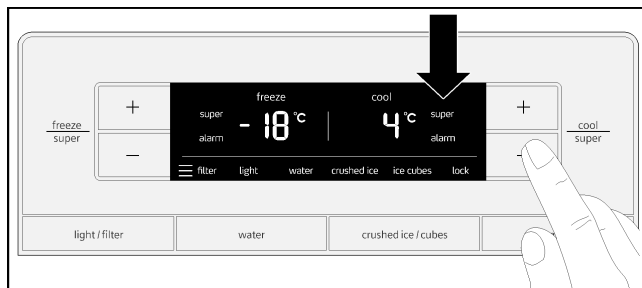 freeze
super
+
—
freeze cool
super - 18 °C 4 °C super
alarm alarm
filter light water crushed ice ice cubes lock
+
cool
super
light / filter water crushed ice / cubes